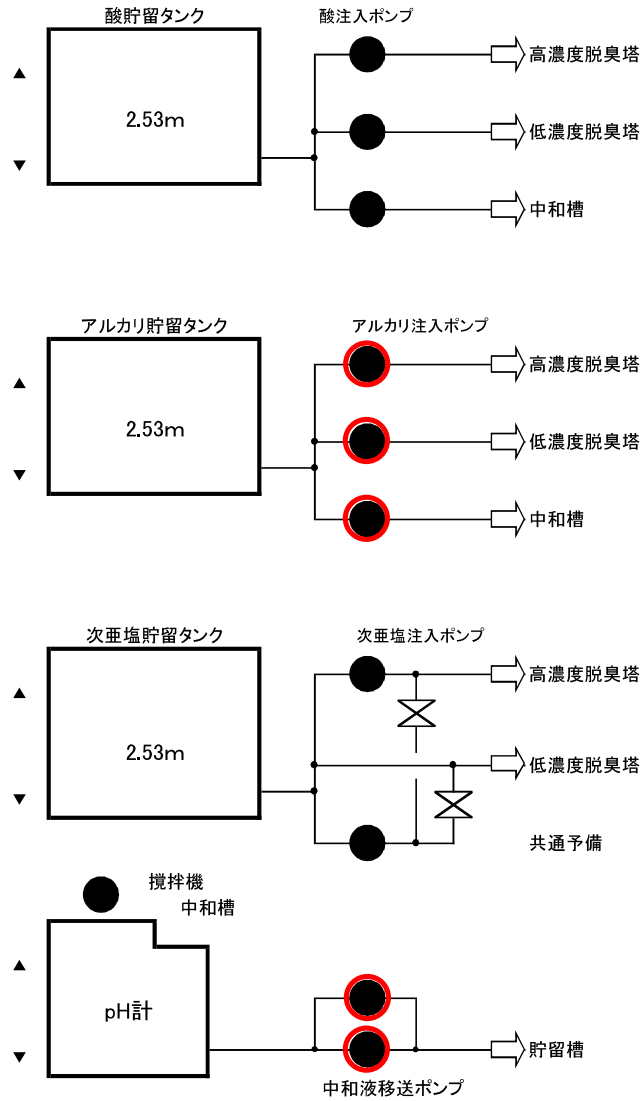 酸貯留タンク
酸注入ポンプ
高濃度脱臭塔
2.53m
低濃度脱臭塔
中和槽
アルカリ貯留タンク
アルカリ注入ポンプ
高濃度脱臭塔
2.53m
低濃度脱臭塔
中和槽
次亜塩貯留タンク
次亜塩注入ポンプ
高濃度脱臭塔
2.53m
低濃度脱臭塔
共通予備
撹拌機
中和槽
pH計
貯留槽
中和液移送ポンプ